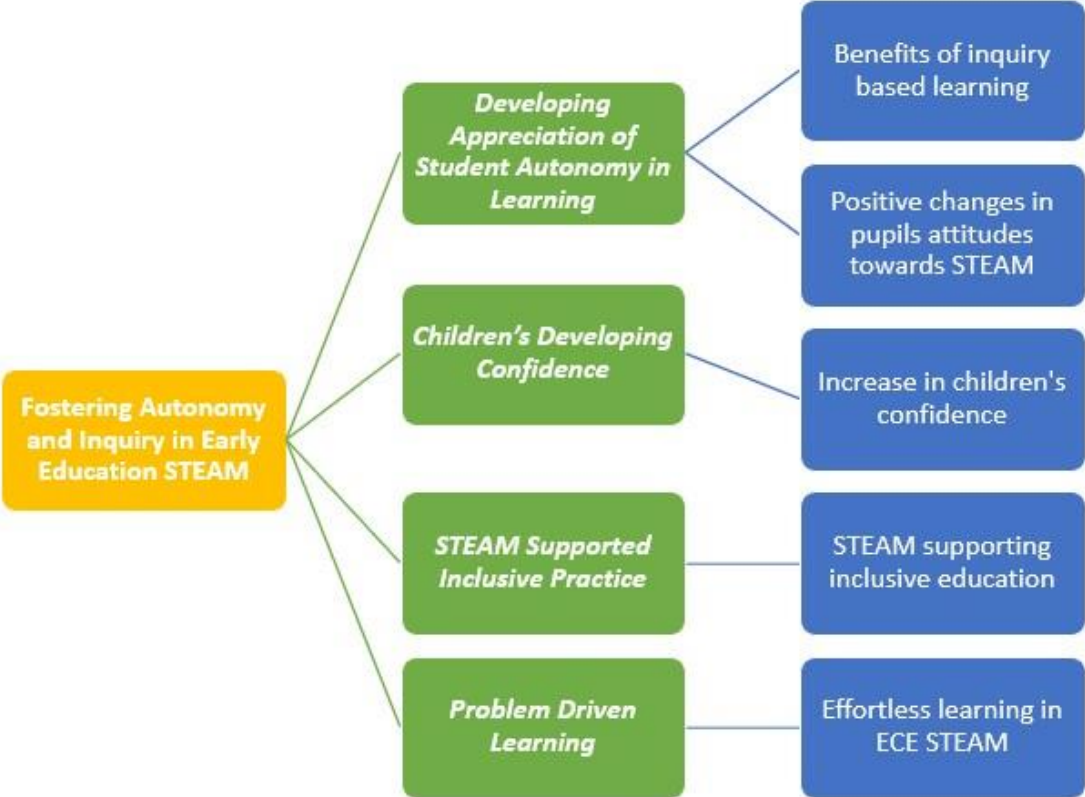 Fostering Autonomy
and Inquiry in Early
Education STEAM
Developing
Appreciation of
Student Autonomy in
Learning
Benefits of inquiry
based learning
Positive changes in
pupils attitudes
towards STEAM
Children’s Developing
Confidence
Increase in children's
confidence
STEAM Supported
Inclusive Practice
STEAM supporting
inclusive education
Problem Driven
Learning
Effortless learning in
ECE STEAM